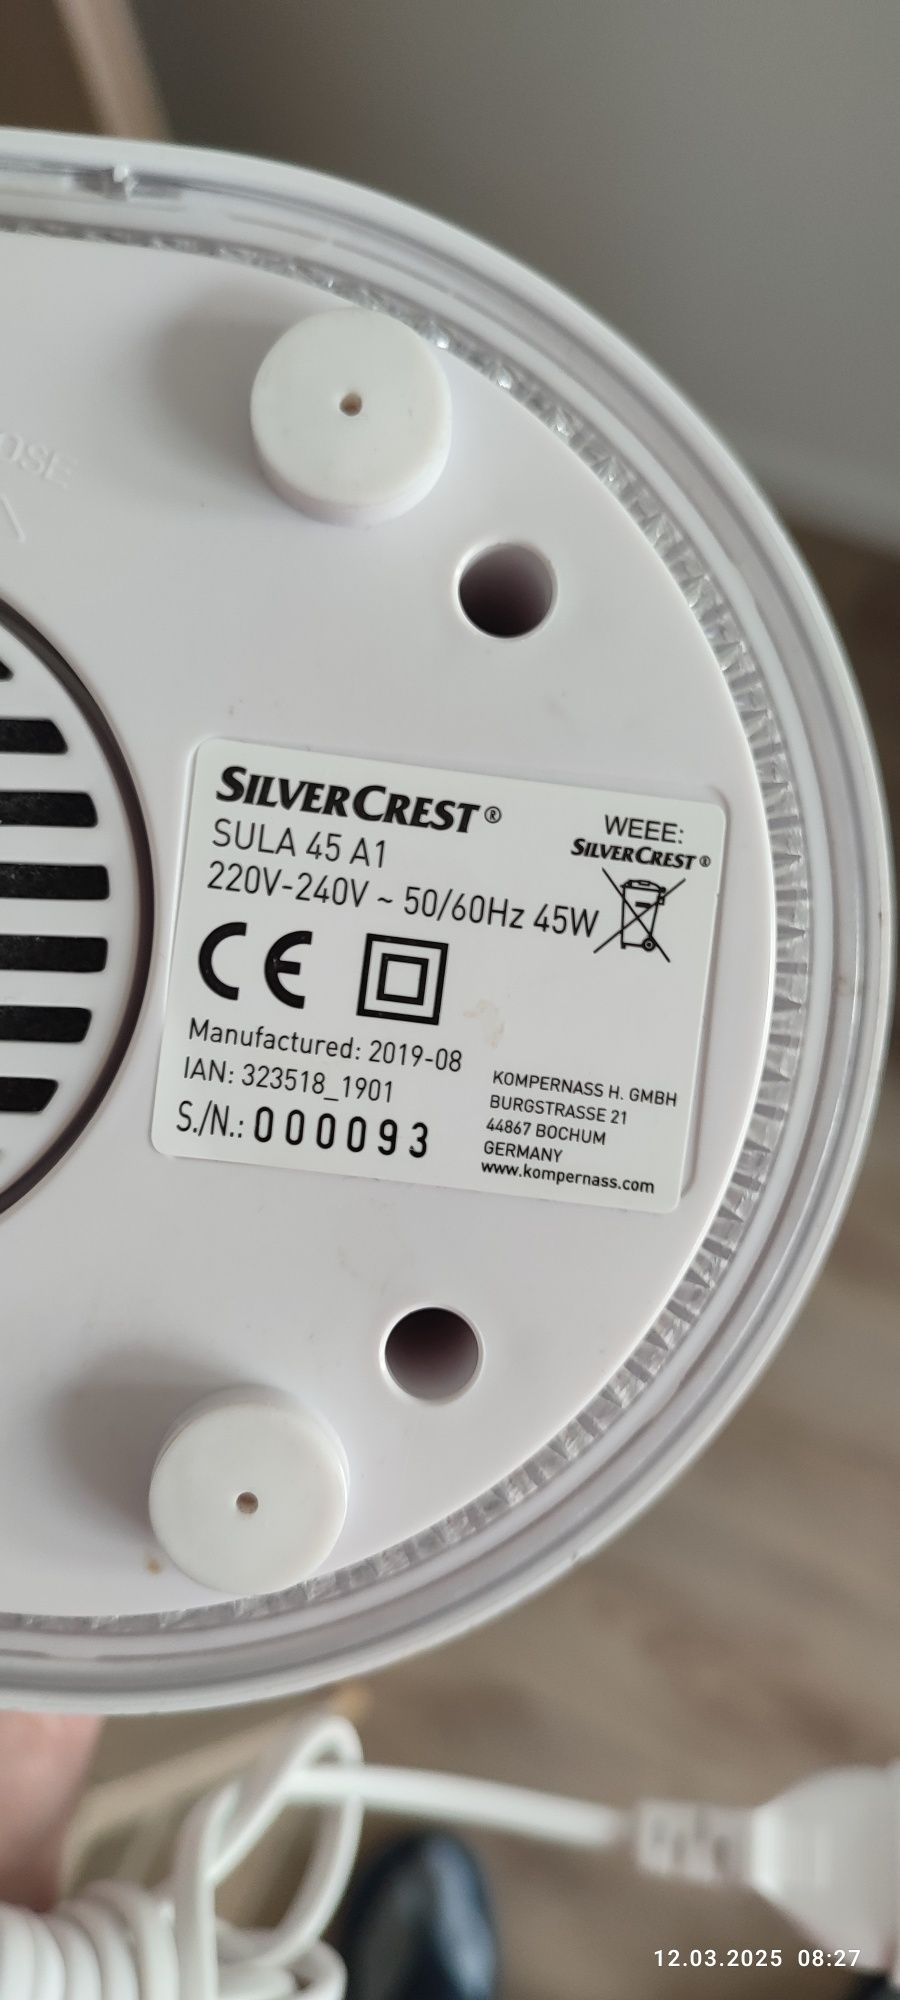 OSE
SILVERCREST®
SULA 45 A1
220V-240V ~ 50/60Hz 45W
WEEE:
SILVERCREST®
CE
Manufactured: 2019-08
IAN: 323518_1901
S./N.: 000093
KOMPERNASS H. GMBH
BURGSTRASSE 21
44867 BOCHUM
GERMANY
www.kompernass.com
12.03.2025 08:27